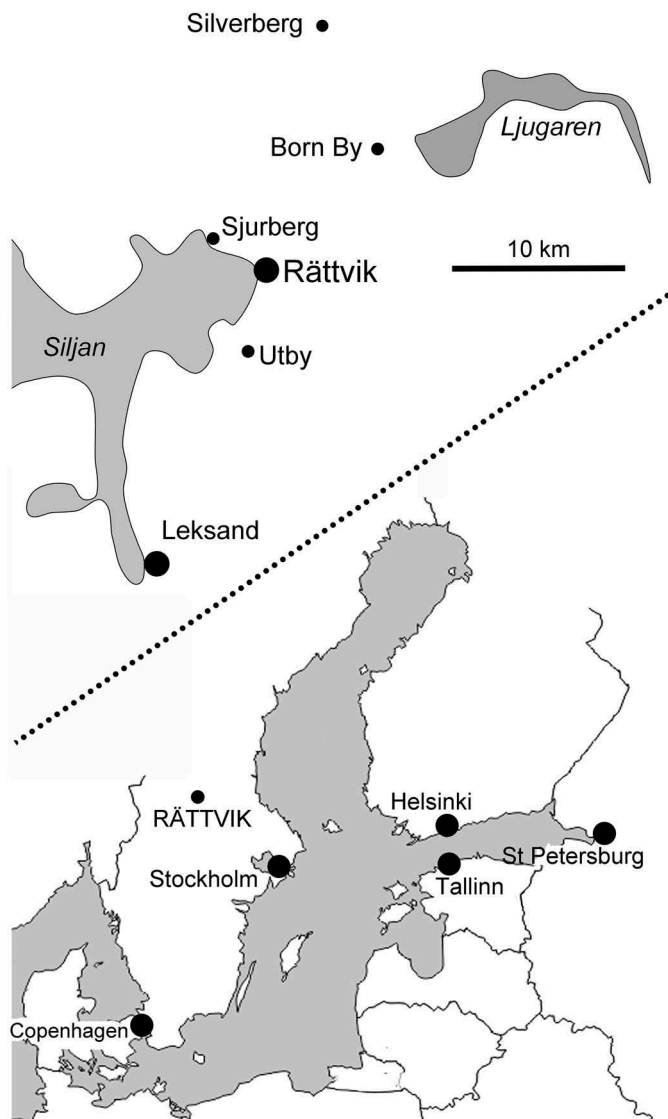 Silverberg
Ljugaren
Born By
Sjurberg
10 km
Rättvik
Siljan
Utby
Leksand
Helsinki
RÄTTVIK
St Petersburg
Stockholm
Tallinn
Copenhagen